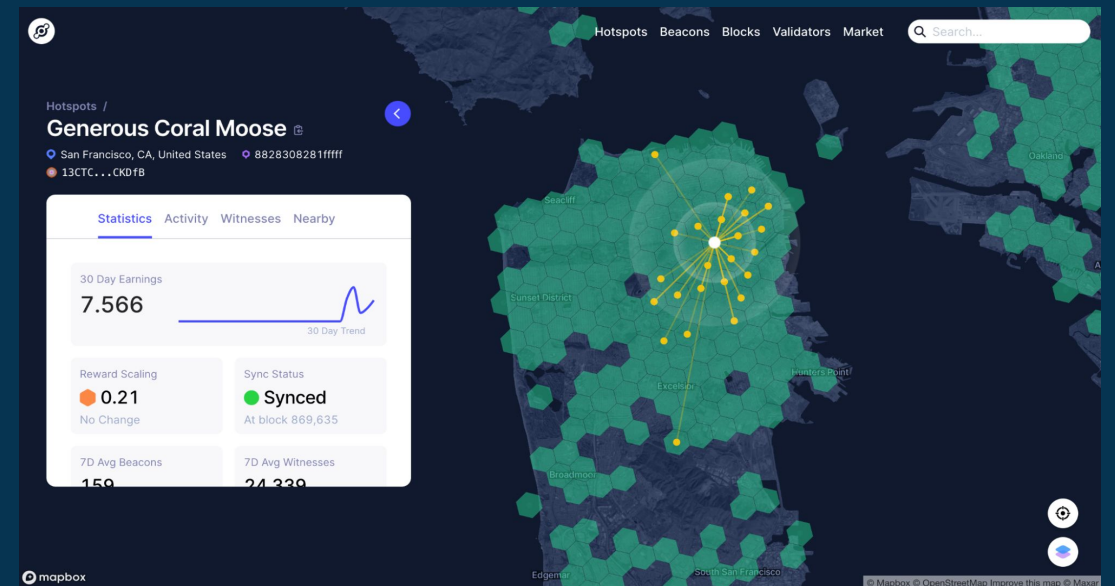 Hotspots Beacons Blocks Validators Market
Search...
Hotspots /
Generous Coral Moose
San Francisco, CA, United States 8828308281fffff
13CTC...CKDfB
Statistics Activity Witnesses Nearby
30 Day Earnings
7.566
30 Day Trend
Reward Scaling
0.21
No Change
Sync Status
Synced
At block 869,635
7D Avg Beacons
159
7D Avg Witnesses
24,339
Oakland
Seacliff
Sunset District
Hunters Point
Excelsior
Broadmoor
Edgemar
South San Francisco
A
mapbox
© Mapbox © OpenStreetMap Improve this map © Maxar